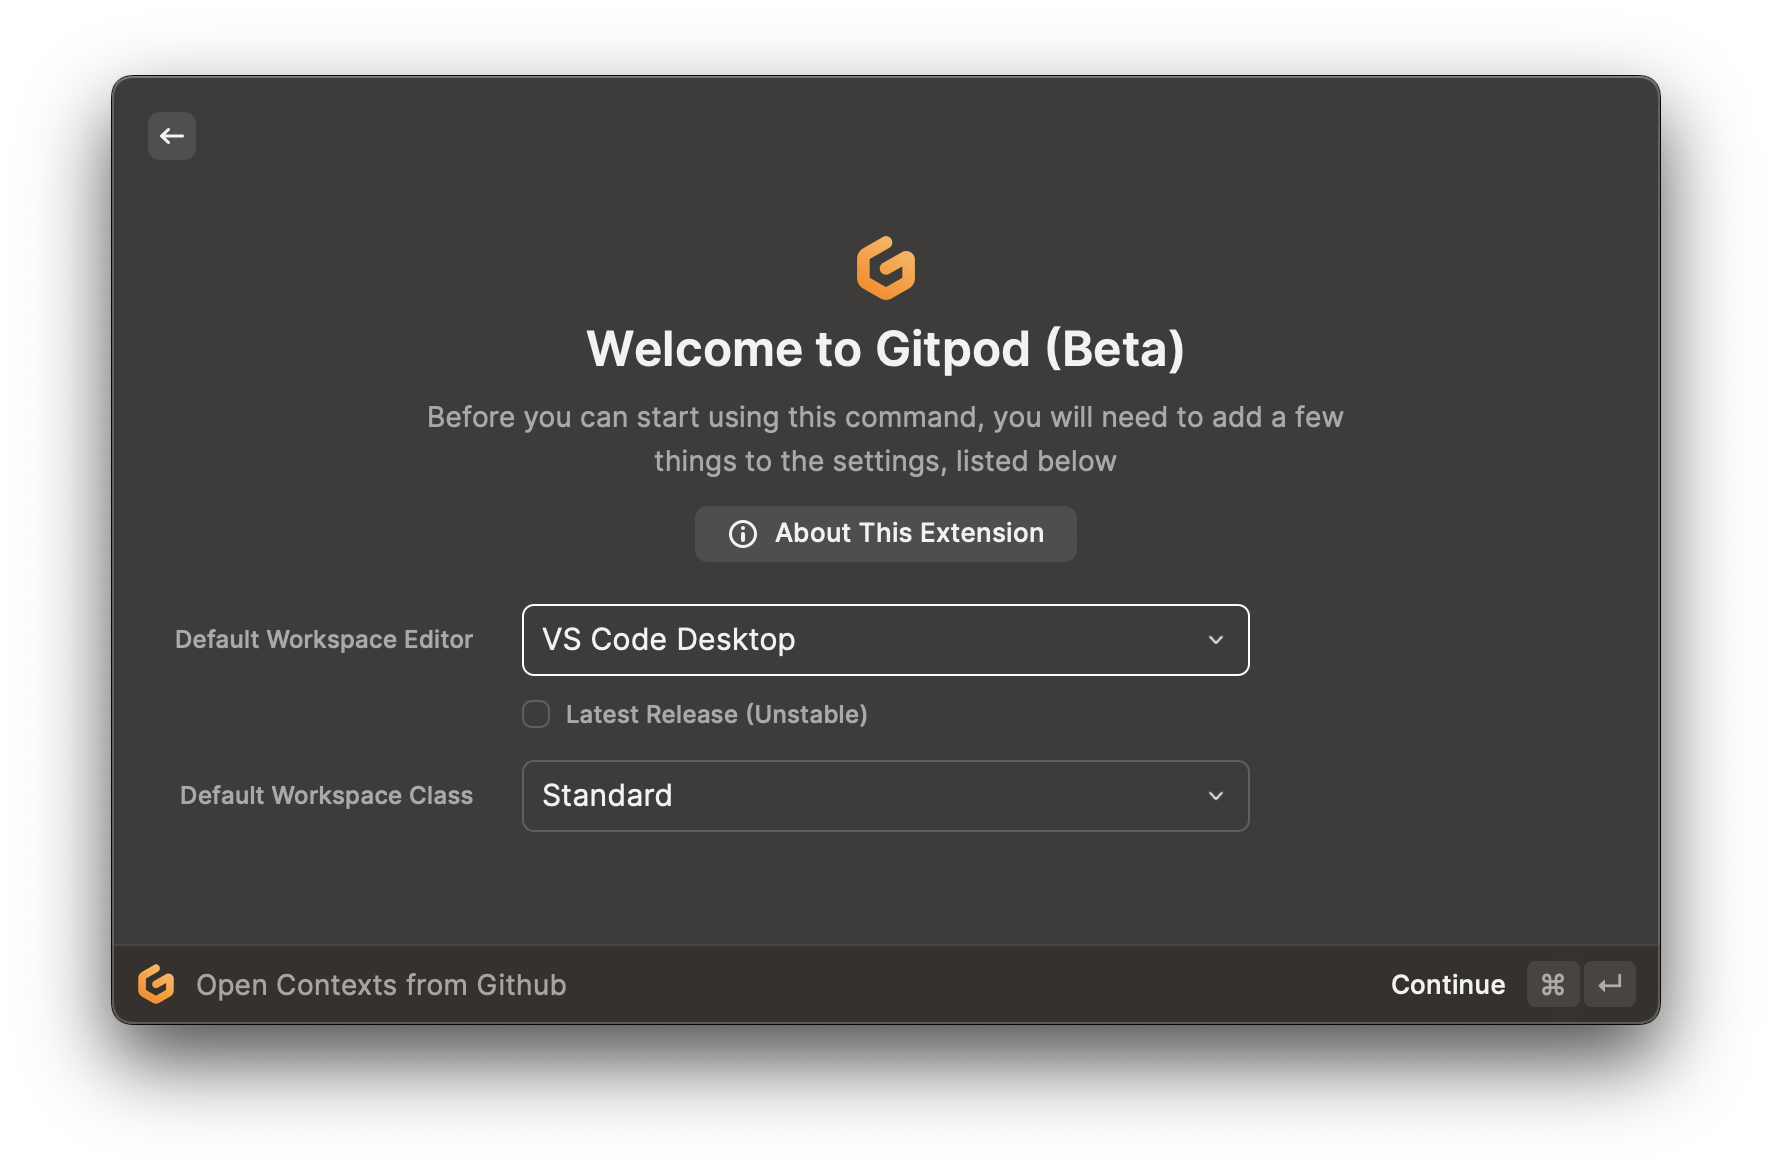 Welcome to Gitpod (Beta)
Before you can start using this command, you will need to add a few
things to the settings, listed below
About This Extension
Default Workspace Editor
VS Code Desktop
Latest Release (Unstable)
Default Workspace Class
Standard
Open Contexts from Github
Continue ⌘ ↵